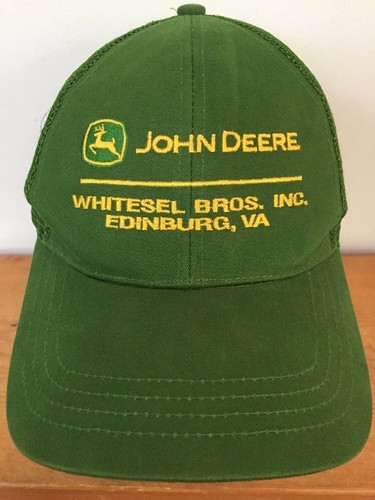 JOHN DEERE
WHITESEL BROS. INC.
EDINBURG, VA